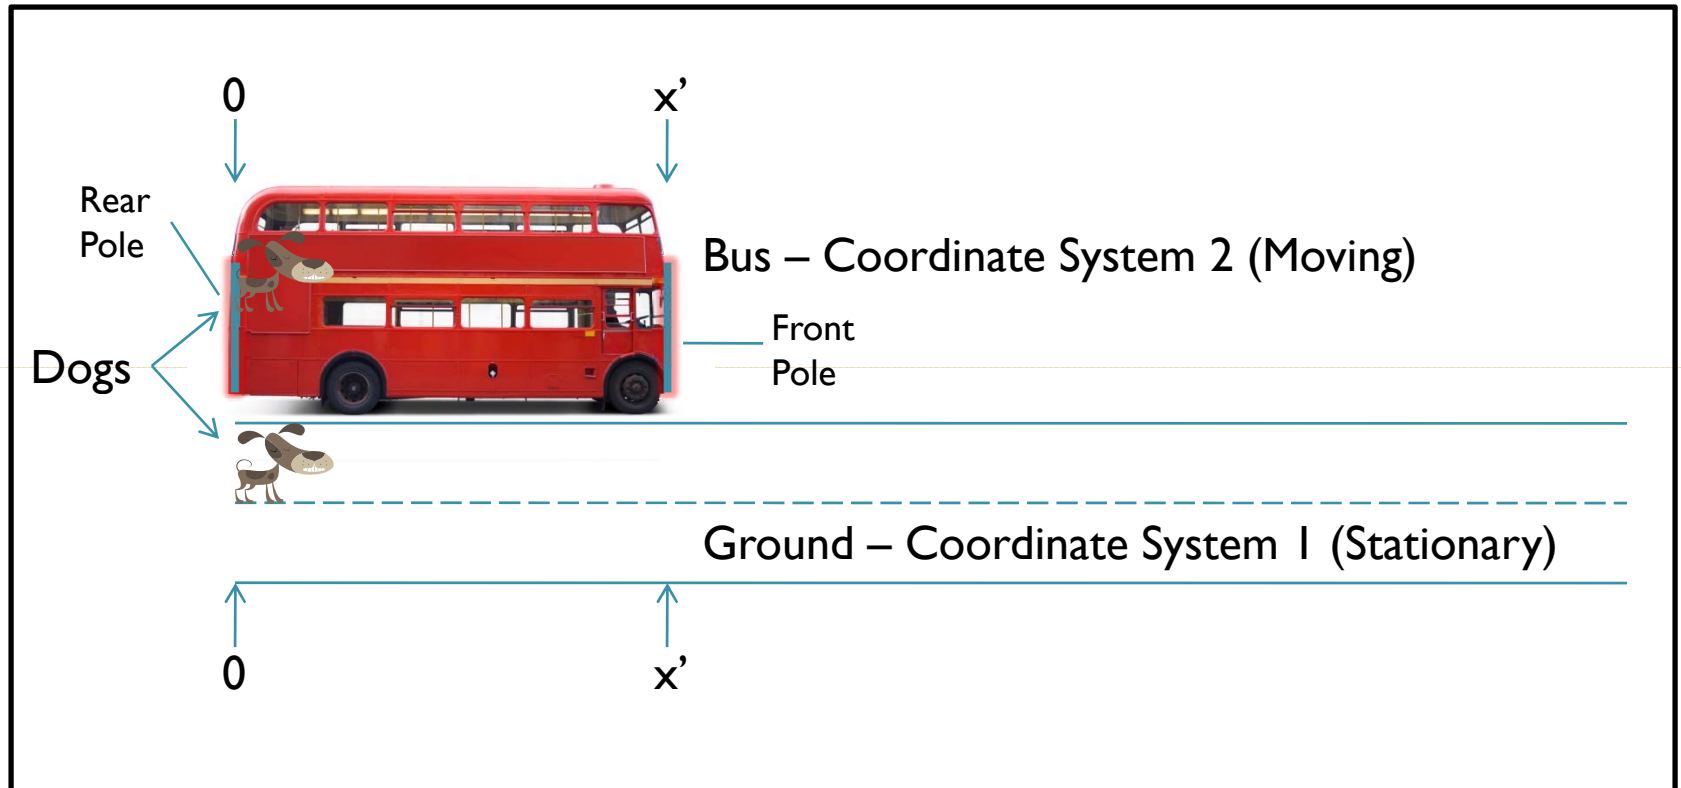 0
x’
Rear
Pole
Bus – Coordinate System 2 (Moving)
Front
Pole
Dogs
Ground – Coordinate System 1 (Stationary)
0
x’